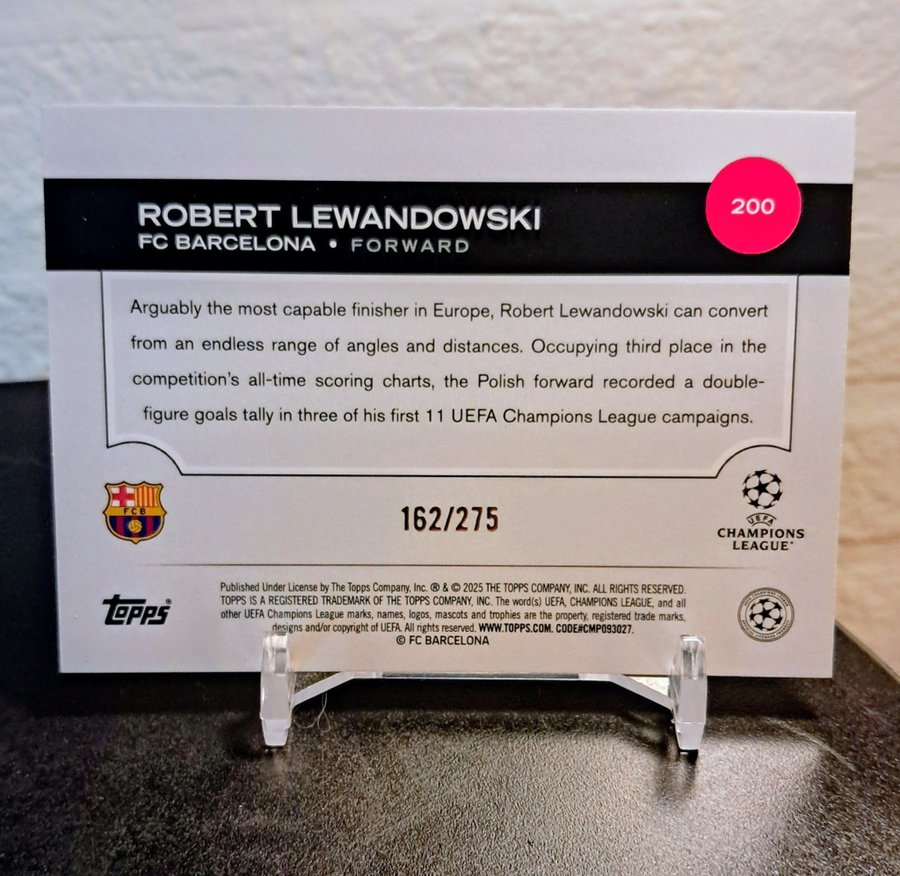 200
ROBERT LEWANDOWSKI
FC BARCELONA • FORWARD
Arguably the most capable finisher in Europe, Robert Lewandowski can convert
from an endless range of angles and distances. Occupying third place in the
competition's all-time scoring charts, the Polish forward recorded a double-
figure goals tally in three of his first 11 UEFA Champions League campaigns.
FCB
162/275
UEFA
CHAMPIONS
LEAGUE
topps®
Published Under License by The Topps Company, Inc. ® & © 2025 THE TOPPS COMPANY, INC. ALL RIGHTS RESERVED.
TOPPS IS A REGISTERED TRADEMARK OF THE TOPPS COMPANY, INC. The word(s) UEFA, CHAMPIONS LEAGUE, and all
other UEFA Champions League marks, names, logos, mascots and trophies are the property, registered trade marks,
designs and/or copyright of UEFA. All rights reserved. WWW.TOPPS.COM. CODE#CMP093027.
© FC BARCELONA